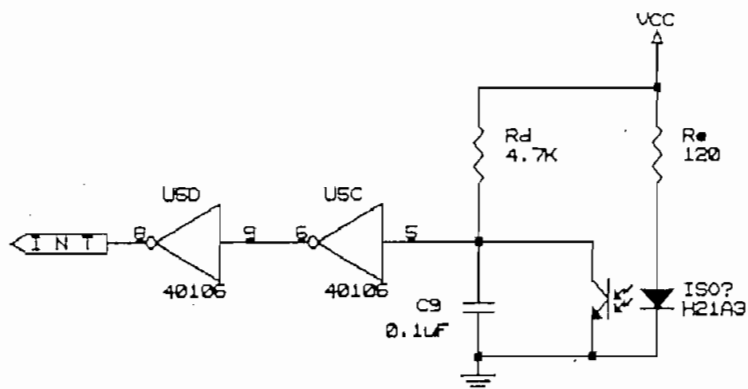 VCC
Rd
4.7K
Re
120
U5D
U5C
INT
8
9
6
5
40106
40106
C9
0.1uF
ISO?
H21A3